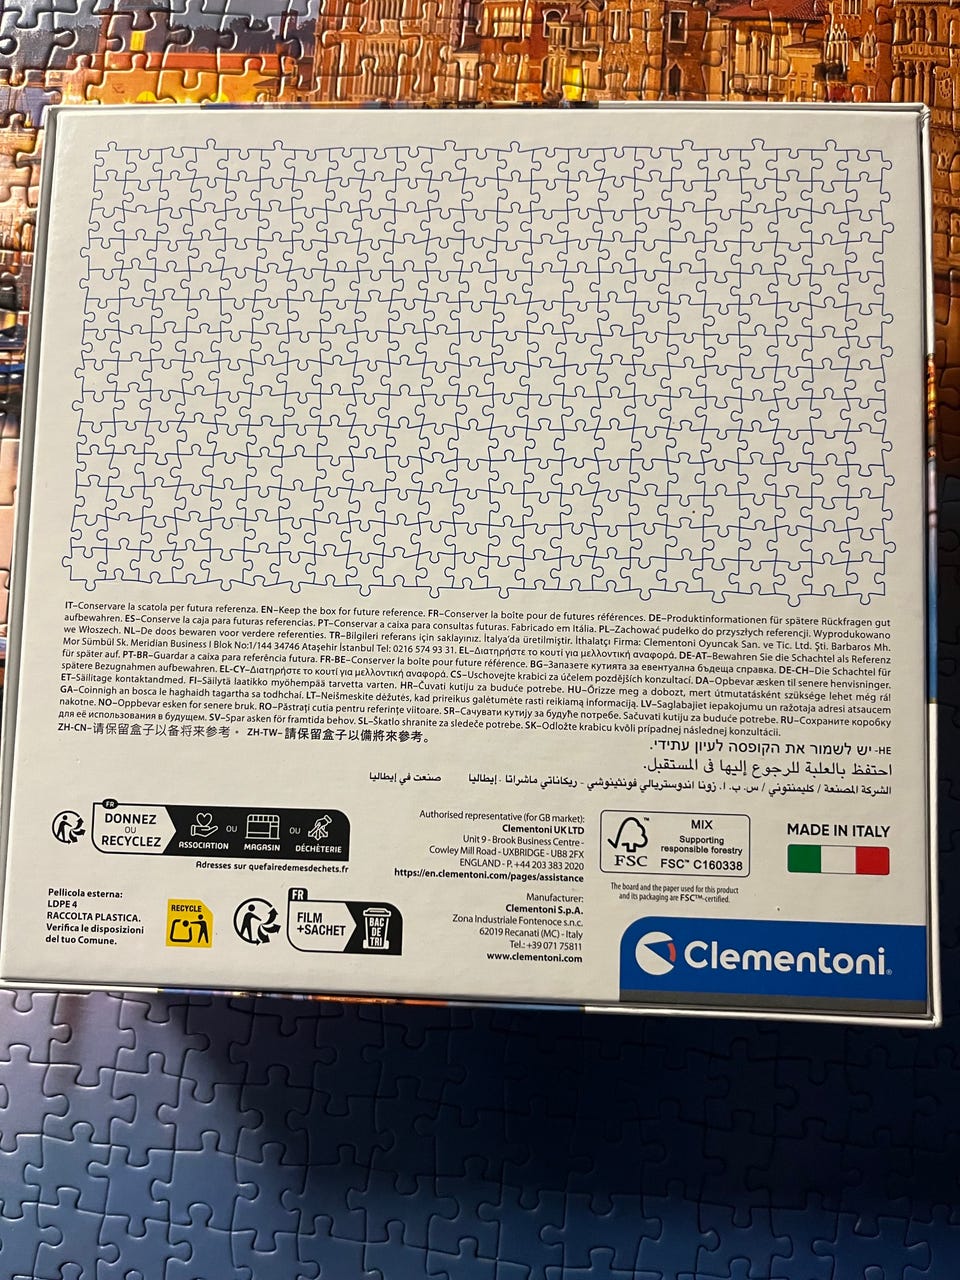 IT–Conservare la scatola per futura referenza. EN–Keep the box for future reference. FR–Conserver la boîte pour de futures références. DE–Produktinformationen für spätere Rückfragen gut
aufbewahren. ES–Conserve la caja para futuras referencias. PT–Conservar a caixa para consultas futuras. Fabricado em Itália. PL–Zachować pudełko do przyszłych referencji. Wyprodukowano
we Włoszech. NL–De doos bewaren voor verdere referenties. TR–Bilgileri referans için saklayınız. İtalya'da üretilmiştir. İthalatçı Firma: Clementoni Oyuncak San. ve Tic. Ltd. Şti. Barbaros Mh.
Mor Sümbül Sk. Meridian Business I Blok No:1/144 34746 Ataşehir İstanbul Tel: 0216 574 93 31. EL–Διατηρήστε το κουτί για μελλοντική αναφορά. DE-AT–Bewahren Sie die Schachtel als Referenz
für später auf. PT-BR–Guardar a caixa para referência futura. FR-BE–Conserver la boîte pour future référence. BG–Запазете кутията за евентуална бъдеща справка. DE-CH–Die Schachtel für
spätere Bezugnahmen aufbewahren. EL-CY–Διατηρήστε το κουτί για μελλοντική αναφορά. CS–Uschovejte krabici za účelem pozdějších konzultací. DA–Opbevar æsken til senere henvisninger.
ET–Säilitage kontaktandmed. FI–Säilytä laatikko myöhempää tarvetta varten. HR–Čuvati kutiju za buduće potrebe. HU–Őrizze meg a dobozt, mert útmutatásként szüksége lehet még rá!
GA–Coinnigh an bosca le haghaidh tagartha sa todhchaí. LT–Neišmeskite dėžutės, kad prireikus galėtumėte rasti reikiamą informaciją. LV–Saglabājiet iepakojumu un ražotāja adresi atsaucem
nākotnē. NO–Oppbevar esken for senere bruk. RO–Păstrați cutia pentru referințe viitoare. SR–Сачувати кутију за будуће потребе. Sačuvati kutiju za buduće potrebe. RU–Сохраните коробку
для её использования в будущем. SV–Spar asken för framtida behov. SL–Škatlo shranite za sledeče potrebe. SK–Odložte krabicu kvôli prípadnej následnej konzultácii.
ZH-CN–请保留盒子以备将来参考。 ZH-TW–請保留盒子以備將來參考。
HE- יש לשמור את הקופסה לעיון עתידי.
احتفظ بالعلبة للرجوع إليها في المستقبل.
الشركة المصنعة / كليمنتوني / س. ب. ا. زونا اندوستريالي فونتينوشي - ريكاناتي ماشراتا . إيطاليا صنعت في إيطاليا
FR
DONNEZ
OU
RECYCLEZ
ASSOCIATION
OU
MAGASIN
OU
DÉCHÈTERIE
Adresses sur quefairedemesdechets.fr
Pellicola esterna:
LDPE 4
RACCOLTA PLASTICA.
Verifica le disposizioni
del tuo Comune.
RECYCLE
FR
FILM
+SACHET
BAC
DE
TRI
Authorised representative (for GB market):
Clementoni UK LTD
Unit 9 - Brook Business Centre -
Cowley Mill Road - UXBRIDGE - UB8 2FX
ENGLAND - P. +44 203 383 2020
https://en.clementoni.com/pages/assistance
Manufacturer:
Clementoni S.p.A.
Zona Industriale Fontenoce s.n.c.
62019 Recanati (MC) - Italy
Tel.: +39 071 75811
www.clementoni.com
FSC
MIX
Supporting
responsible forestry
FSC™ C160338
The board and the paper used for this product
and its packaging are FSC™-certified.
MADE IN ITALY
Clementoni®